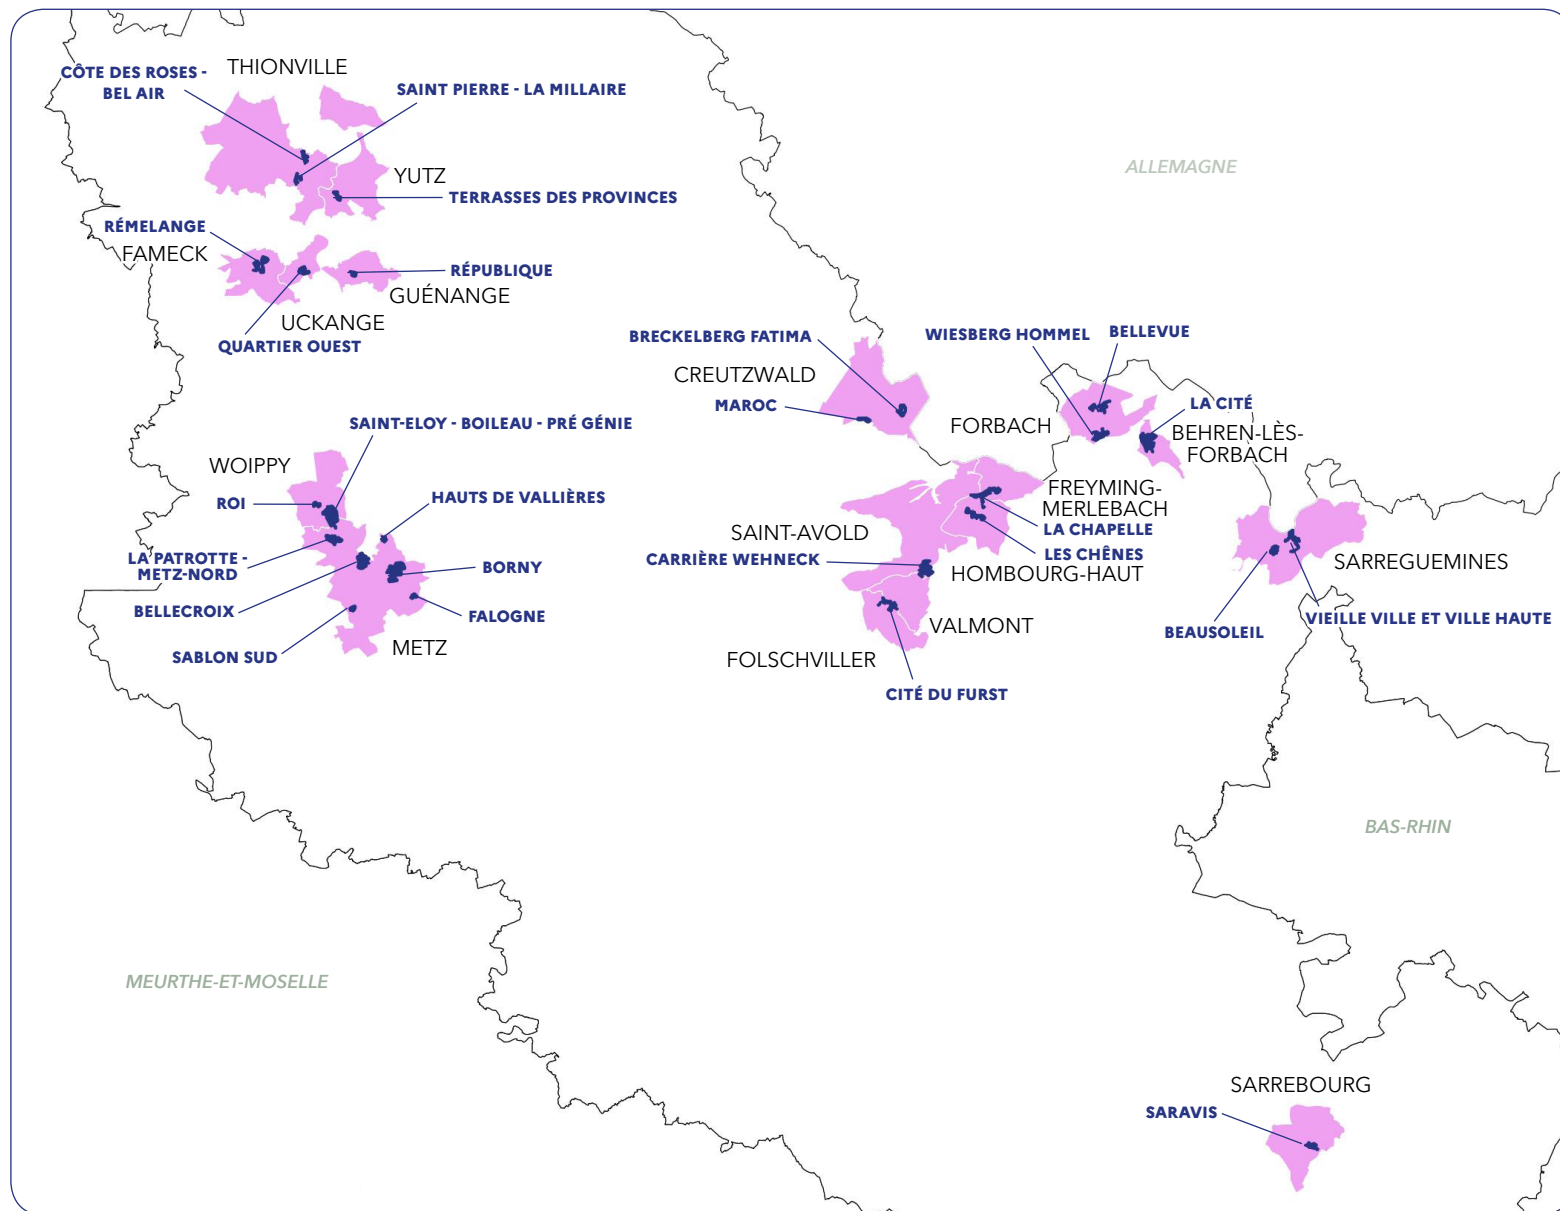 THIONVILLE
CÔTE DES ROSES -
BEL AIR
SAINT PIERRE - LA MILLAIRE
ALLEMAGNE
YUTZ
TERRASSES DES PROVINCES
RÉMELANGE
FAMECK
RÉPUBLIQUE
GUÉNANGE
UCKANGE
QUARTIER OUEST
BRECKELBERG FATIMA
WIESBERG HOMMEL
BELLEVUE
CREUTZWALD
MAROC
LA CITÉ
FORBACH
BEHREN-LÈS-
FORBACH
SAINT-ELOY - BOILEAU - PRÉ GÉNIE
WOIPPY
ROI
HAUTS DE VALLIÈRES
FREYMING-
MERLEBACH
LA CHAPELLE
SAINT-AVOLD
LES CHÊNES
CARRIÈRE WEHNECK
HOMBOURG-HAUT
SARREGUEMINES
LA PATROTTE -
METZ-NORD
BORNY
BELLECROIX
FALOGNE
VALMONT
BEAUSOLEIL
VIEILLE VILLE ET VILLE HAUTE
METZ
SABLON SUD
FOLSCHVILLER
CITÉ DU FURST
BAS-RHIN
MEURTHE-ET-MOSELLE
SARREBOURG
SARAVIS